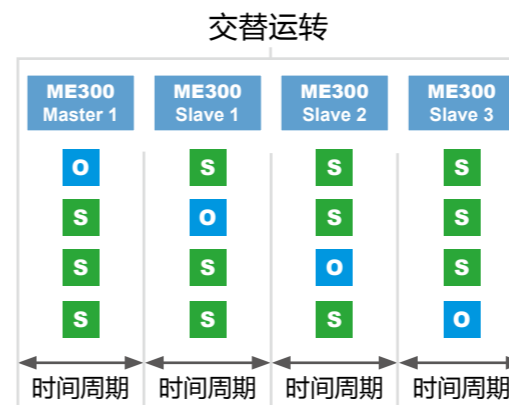 交替运转
ME300 ME300 ME300 ME300
Master 1 Slave 1 Slave 2 Slave 3
O S S S
S O S S
S S O S
S S S O
时间周期 时间周期 时间周期 时间周期